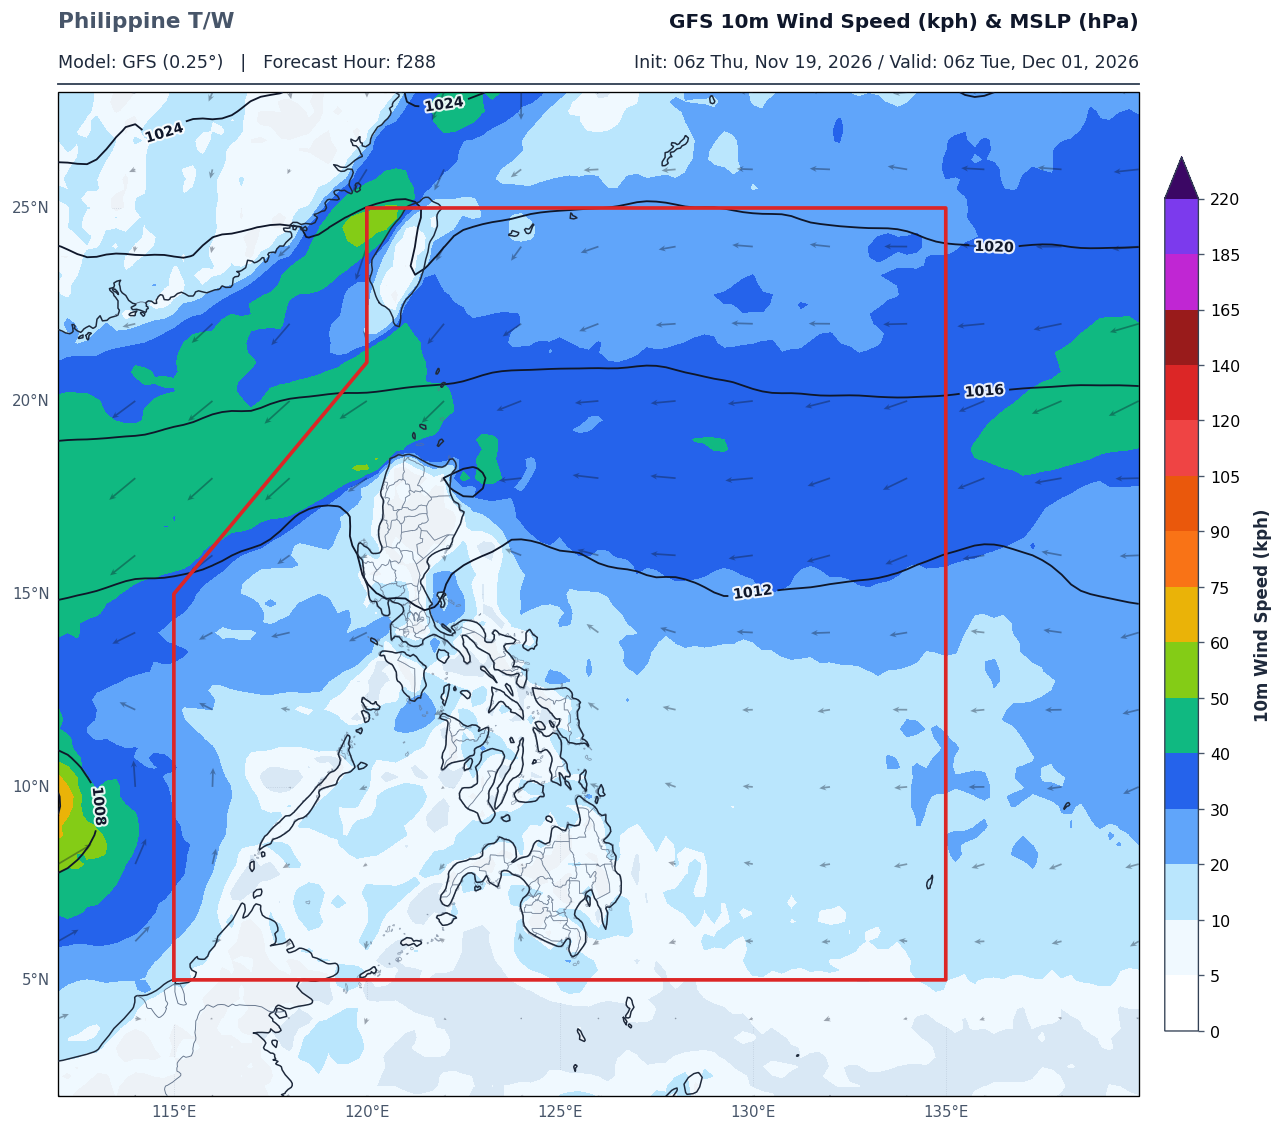 Philippine T/W
GFS 10m Wind Speed (kph) & MSLP (hPa)
Model: GFS (0.25°) | Forecast Hour: f288
Init: 06z Thu, Nov 19, 2026 / Valid: 06z Tue, Dec 01, 2026
1024
1024
1020
1016
1012
1008
25°N
20°N
15°N
10°N
5°N
115°E
120°E
125°E
130°E
135°E
220
185
165
140
120
105
90
75
60
50
40
30
20
10
5
0
10m Wind Speed (kph)